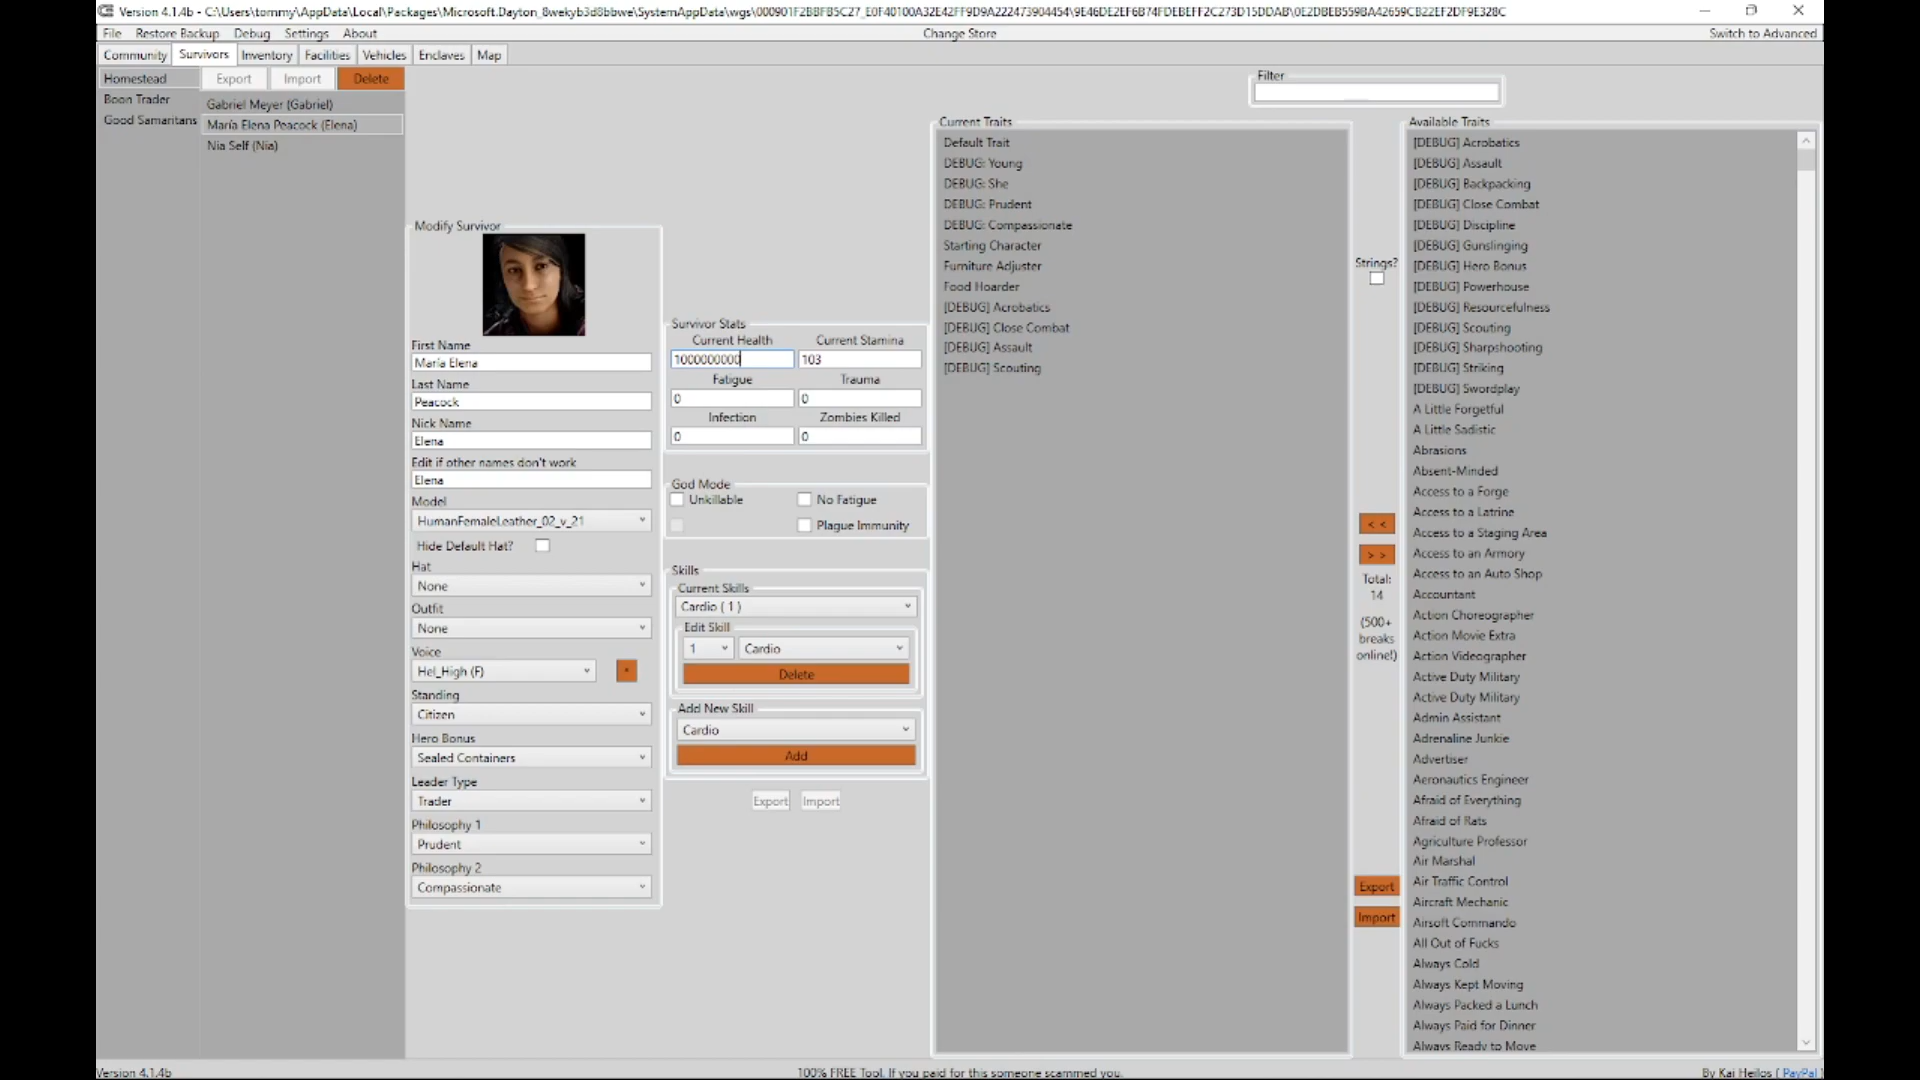 Version 4.1.4b - C:\Users\tommy\AppData\Local\Packages\Microsoft.Dayton_8wekyb3d8bbwe\SystemAppData\wgs\000901F2BBFB5C27_E0F40100A32E42FF9D9A222473904454\9E46DE2EF6B74FDEBEFF2C273D15DDAB\0E2DBEB559BA42659CB22EF2DF9E328C
File Restore Backup Debug Settings About
Change Store
Switch to Advanced
Community Survivors Inventory Facilities Vehicles Enclaves Map
Homestead
Boon Trader
Good Samaritans
Export Import Delete
Gabriel Meyer (Gabriel)
María Elena Peacock (Elena)
Nia Self (Nia)
Modify Survivor
First Name
María Elena
Last Name
Peacock
Nick Name
Elena
Edit if other names don't work
Elena
Model
HumanFemaleLeather_02_v_21
Hide Default Hat?
Hat
None
Outfit
None
Voice
Hel_High (F)
*
Standing
Citizen
Hero Bonus
Sealed Containers
Leader Type
Trader
Philosophy 1
Prudent
Philosophy 2
Compassionate
Survivor Stats
Current Health Current Stamina
1000000000 103
Fatigue Trauma
0 0
Infection Zombies Killed
0 0
God Mode
Unkillable No Fatigue
Plague Immunity
Skills
Current Skills
Cardio ( 1 )
Edit Skill
1 Cardio
Delete
Add New Skill
Cardio
Add
Export Import
Current Traits
Default Trait
DEBUG: Young
DEBUG: She
DEBUG: Prudent
DEBUG: Compassionate
Starting Character
Furniture Adjuster
Food Hoarder
[DEBUG] Acrobatics
[DEBUG] Close Combat
[DEBUG] Assault
[DEBUG] Scouting
Filter
Strings?
< <
> >
Total:
14
(500+
breaks
online!)
Export
Import
Available Traits
[DEBUG] Acrobatics
[DEBUG] Assault
[DEBUG] Backpacking
[DEBUG] Close Combat
[DEBUG] Discipline
[DEBUG] Gunslinging
[DEBUG] Hero Bonus
[DEBUG] Powerhouse
[DEBUG] Resourcefulness
[DEBUG] Scouting
[DEBUG] Sharpshooting
[DEBUG] Striking
[DEBUG] Swordplay
A Little Forgetful
A Little Sadistic
Abrasions
Absent-Minded
Access to a Forge
Access to a Latrine
Access to a Staging Area
Access to an Armory
Access to an Auto Shop
Accountant
Action Choreographer
Action Movie Extra
Action Videographer
Active Duty Military
Active Duty Military
Admin Assistant
Adrenaline Junkie
Advertiser
Aeronautics Engineer
Afraid of Everything
Afraid of Rats
Agriculture Professor
Air Marshal
Air Traffic Control
Aircraft Mechanic
Airsoft Commando
All Out of Fucks
Always Cold
Always Kept Moving
Always Packed a Lunch
Always Paid for Dinner
Always Ready to Move
Version 4.1.4b
100% FREE Tool. If you paid for this someone scammed you.
By Kai Heilos ( PayPal )